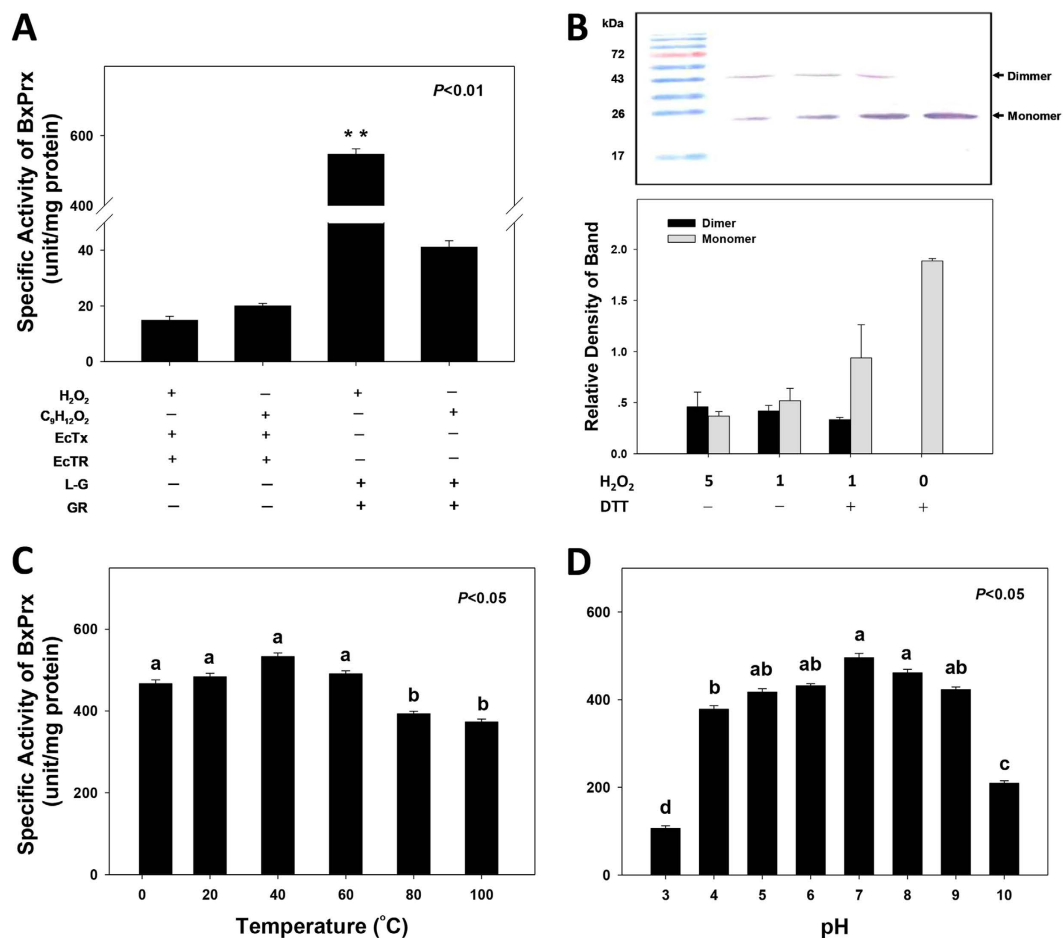 A
Specific Activity of BxPrx
(unit/mg protein)
P<0.01
600
400
40
20
0
**
H₂O₂ + – + –
C₉H₁₂O₂ – + – +
EcTx + + – –
EcTR + + – –
L-G – – + +
GR – – + +
B
kDa
72
43
26
17
Dimmer
Monomer
Relative Density of Band
Dimer
Monomer
2.0
1.5
1.0
.5
0.0
H₂O₂ 5 1 1 0
DTT – – + +
C
Specific Activity of BxPrx
(unit/mg protein)
P<0.05
600
400
200
0
a a a a b b
0 20 40 60 80 100
Temperature (°C)
D
P<0.05
600
400
200
0
d b ab ab a a ab c
3 4 5 6 7 8 9 10
pH